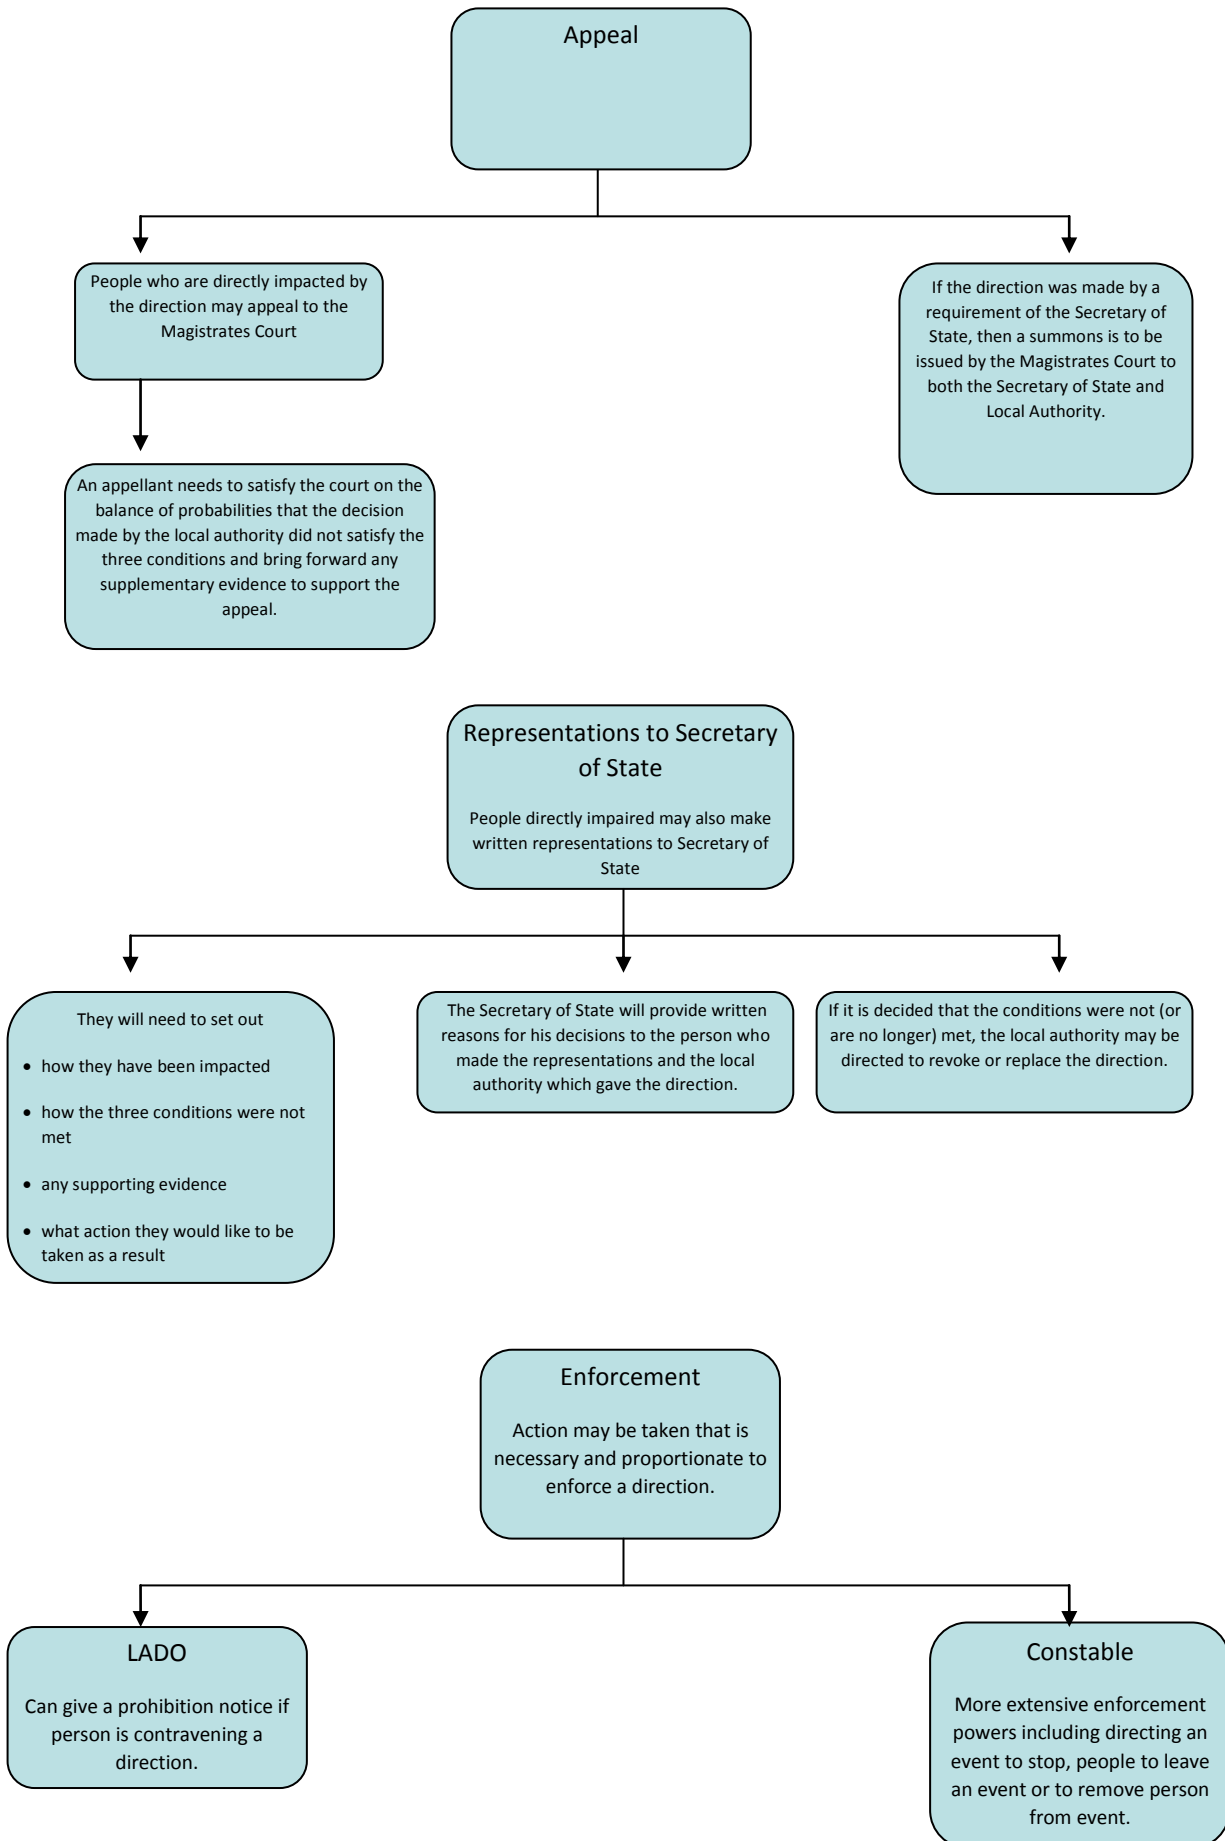 Appeal
People who are directly impacted by
the direction may appeal to the
Magistrates Court
If the direction was made by a
requirement of the Secretary of
State, then a summons is to be
issued by the Magistrates Court to
both the Secretary of State and
Local Authority.
An appellant needs to satisfy the court on the
balance of probabilities that the decision
made by the local authority did not satisfy the
three conditions and bring forward any
supplementary evidence to support the
appeal.
Representations to Secretary
of State
People directly impaired may also make
written representations to Secretary of
State
They will need to set out
• how they have been impacted
• how the three conditions were not
met
• any supporting evidence
• what action they would like to be
taken as a result
The Secretary of State will provide written
reasons for his decisions to the person who
made the representations and the local
authority which gave the direction.
If it is decided that the conditions were not (or
are no longer) met, the local authority may be
directed to revoke or replace the direction.
Enforcement
Action may be taken that is
necessary and proportionate to
enforce a direction.
LADO
Can give a prohibition notice if
person is contravening a
direction.
Constable
More extensive enforcement
powers including directing an
event to stop, people to leave
an event or to remove person
from event.